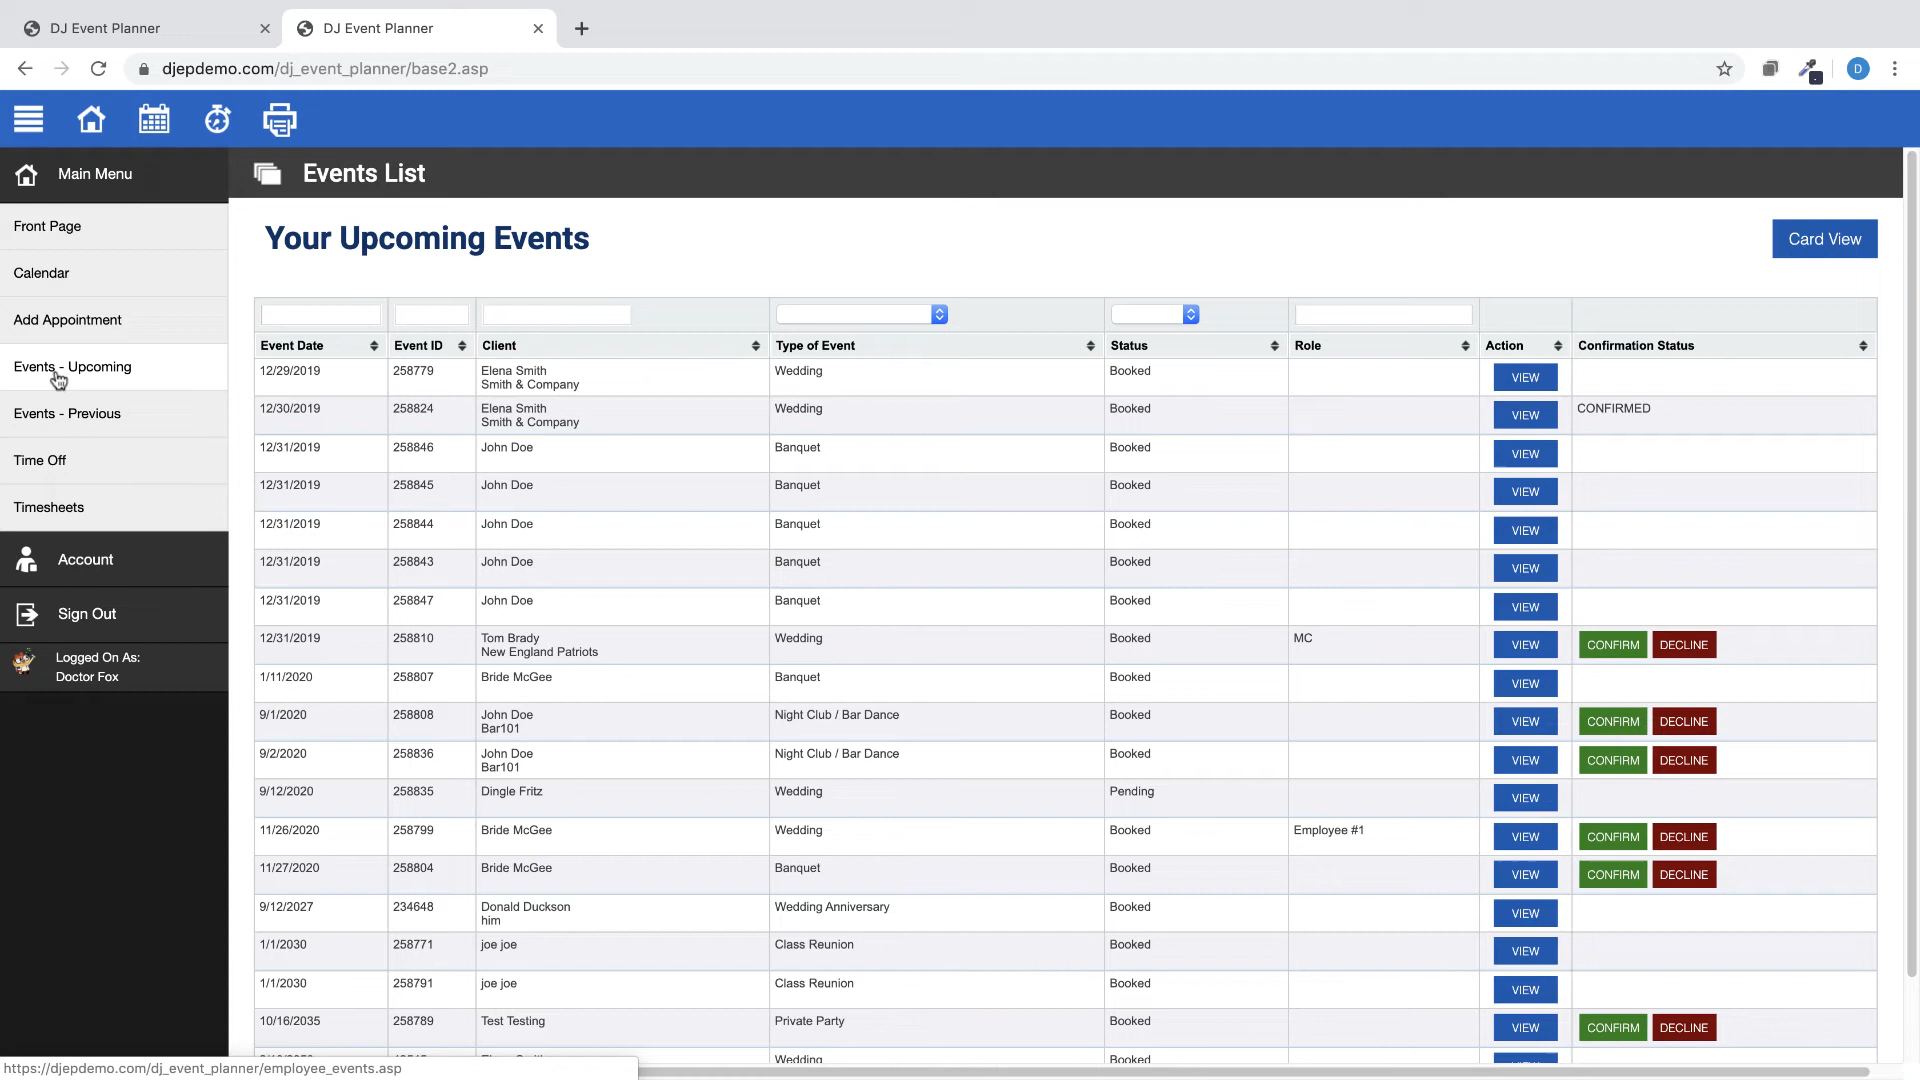 DJ Event Planner
DJ Event Planner
djepdemo.com/dj_event_planner/base2.asp
D
Main Menu
Events List
Front Page
Your Upcoming Events
Card View
Calendar
Add Appointment
Events - Upcoming
Events - Previous
Time Off
Timesheets
Account
Sign Out
Logged On As:
Doctor Fox
Event Date Event ID Client Type of Event Status Role Action Confirmation Status
12/29/2019 258779 Elena Smith Wedding Booked VIEW
Smith & Company
12/30/2019 258824 Elena Smith Wedding Booked VIEW CONFIRMED
Smith & Company
12/31/2019 258846 John Doe Banquet Booked VIEW
12/31/2019 258845 John Doe Banquet Booked VIEW
12/31/2019 258844 John Doe Banquet Booked VIEW
12/31/2019 258843 John Doe Banquet Booked VIEW
12/31/2019 258847 John Doe Banquet Booked VIEW
12/31/2019 258810 Tom Brady Wedding Booked MC VIEW CONFIRM DECLINE
New England Patriots
1/11/2020 258807 Bride McGee Banquet Booked VIEW
9/1/2020 258808 John Doe Night Club / Bar Dance Booked VIEW CONFIRM DECLINE
Bar101
9/2/2020 258836 John Doe Night Club / Bar Dance Booked VIEW CONFIRM DECLINE
Bar101
9/12/2020 258835 Dingle Fritz Wedding Pending VIEW
11/26/2020 258799 Bride McGee Wedding Booked Employee #1 VIEW CONFIRM DECLINE
11/27/2020 258804 Bride McGee Banquet Booked VIEW CONFIRM DECLINE
9/12/2027 234648 Donald Duckson Wedding Anniversary Booked VIEW
him
1/1/2030 258771 joe joe Class Reunion Booked VIEW
1/1/2030 258791 joe joe Class Reunion Booked VIEW
10/16/2035 258789 Test Testing Private Party Booked VIEW CONFIRM DECLINE
Wedding Booked
https://djepdemo.com/dj_event_planner/employee_events.asp